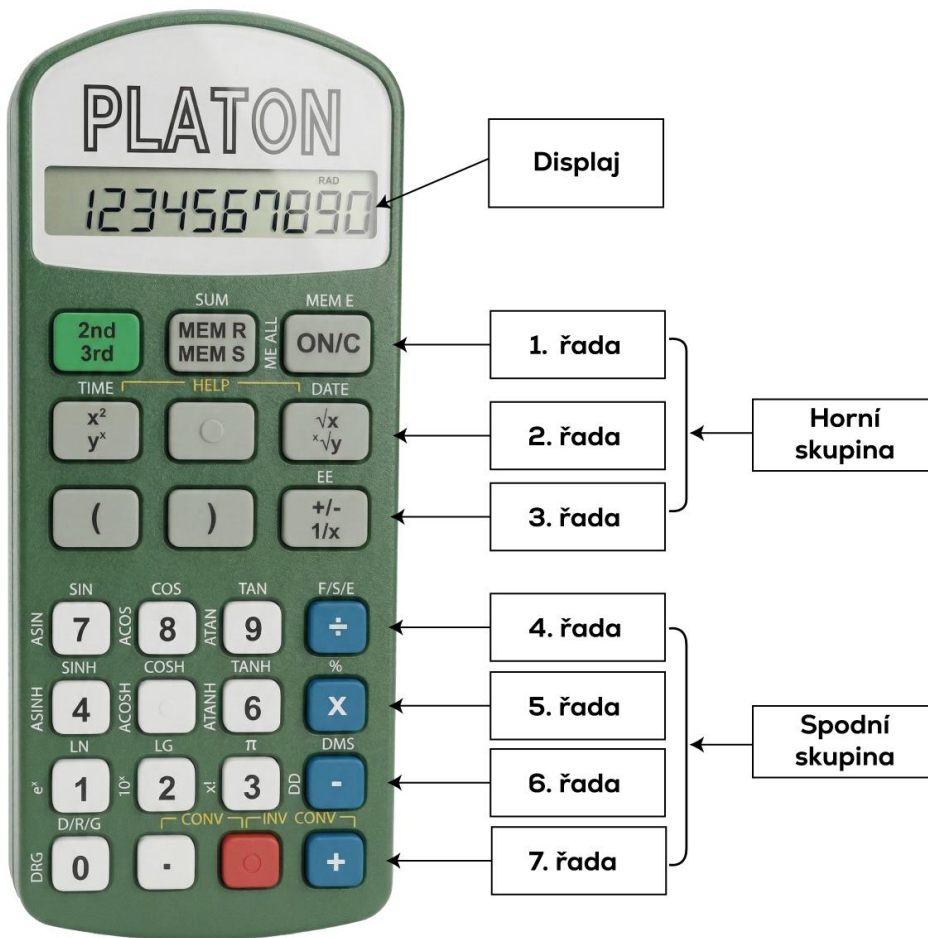 PLATON
RAD
1234567890
Displaj
SUM
MEM E
2nd
3rd
MEM R
MEM S
ME ALL
ON/C
1. řada
TIME
HELP
DATE
x²
yˣ
√x
ˣ√y
2. řada
Horní
skupina
EE
(
)
+/-
1/x
3. řada
SIN
COS
TAN
F/S/E
ASIN
7
ACOS
8
ATAN
9
÷
4. řada
SINH
COSH
TANH
%
ASINH
4
ACOSH
ATANH
6
X
5. řada
Spodní
skupina
LN
LG
π
DMS
eˣ
1
10ˣ
2
x!
3
DD
-
6. řada
D/R/G
CONV
INV CONV
DRG
0
.
+
7. řada